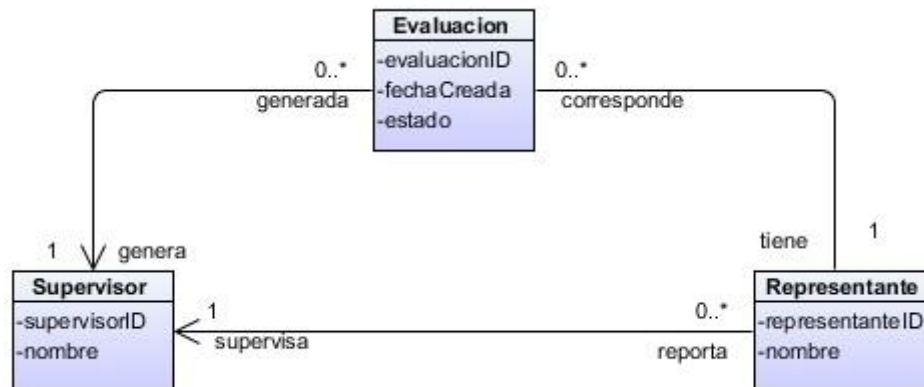 Evaluacion
-evaluacionID
-fechaCreada
-estado
0..*
generada
0..*
corresponde
1
genera
tiene
1
Supervisor
-supervisorID
-nombre
1
supervisa
0..*
reporta
Representante
-representanteID
-nombre